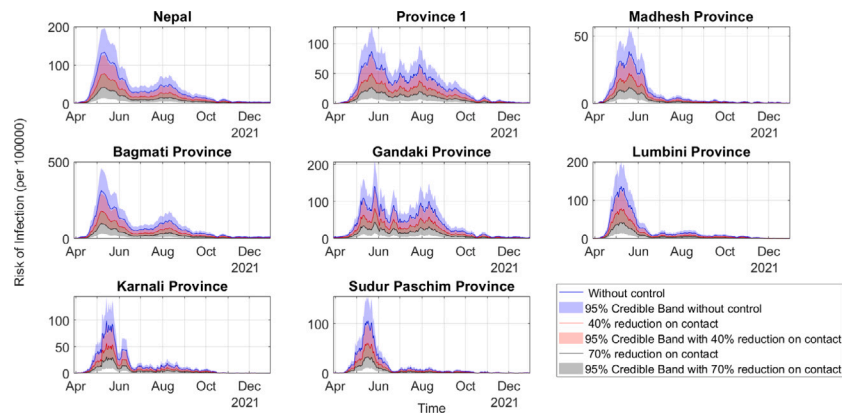 Nepal
Province 1
Madhesh Province
200
100
0
Apr Jun Aug Oct Dec
2021
100
50
0
Apr Jun Aug Oct Dec
2021
50
0
Apr Jun Aug Oct Dec
2021
Bagmati Province
Gandaki Province
Lumbini Province
500
0
Apr Jun Aug Oct Dec
2021
200
100
0
Apr Jun Aug Oct Dec
2021
200
100
0
Apr Jun Aug Oct Dec
2021
Karnali Province
Sudur Paschim Province
100
50
0
Apr Jun Aug Oct Dec
2021
100
0
Apr Jun Aug Oct Dec
2021
Risk of Infection (per 100000)
Time
Without control
95% Credible Band without control
40% reduction on contact
95% Credible Band with 40% reduction on contact
70% reduction on contact
95% Credible Band with 70% reduction on contact